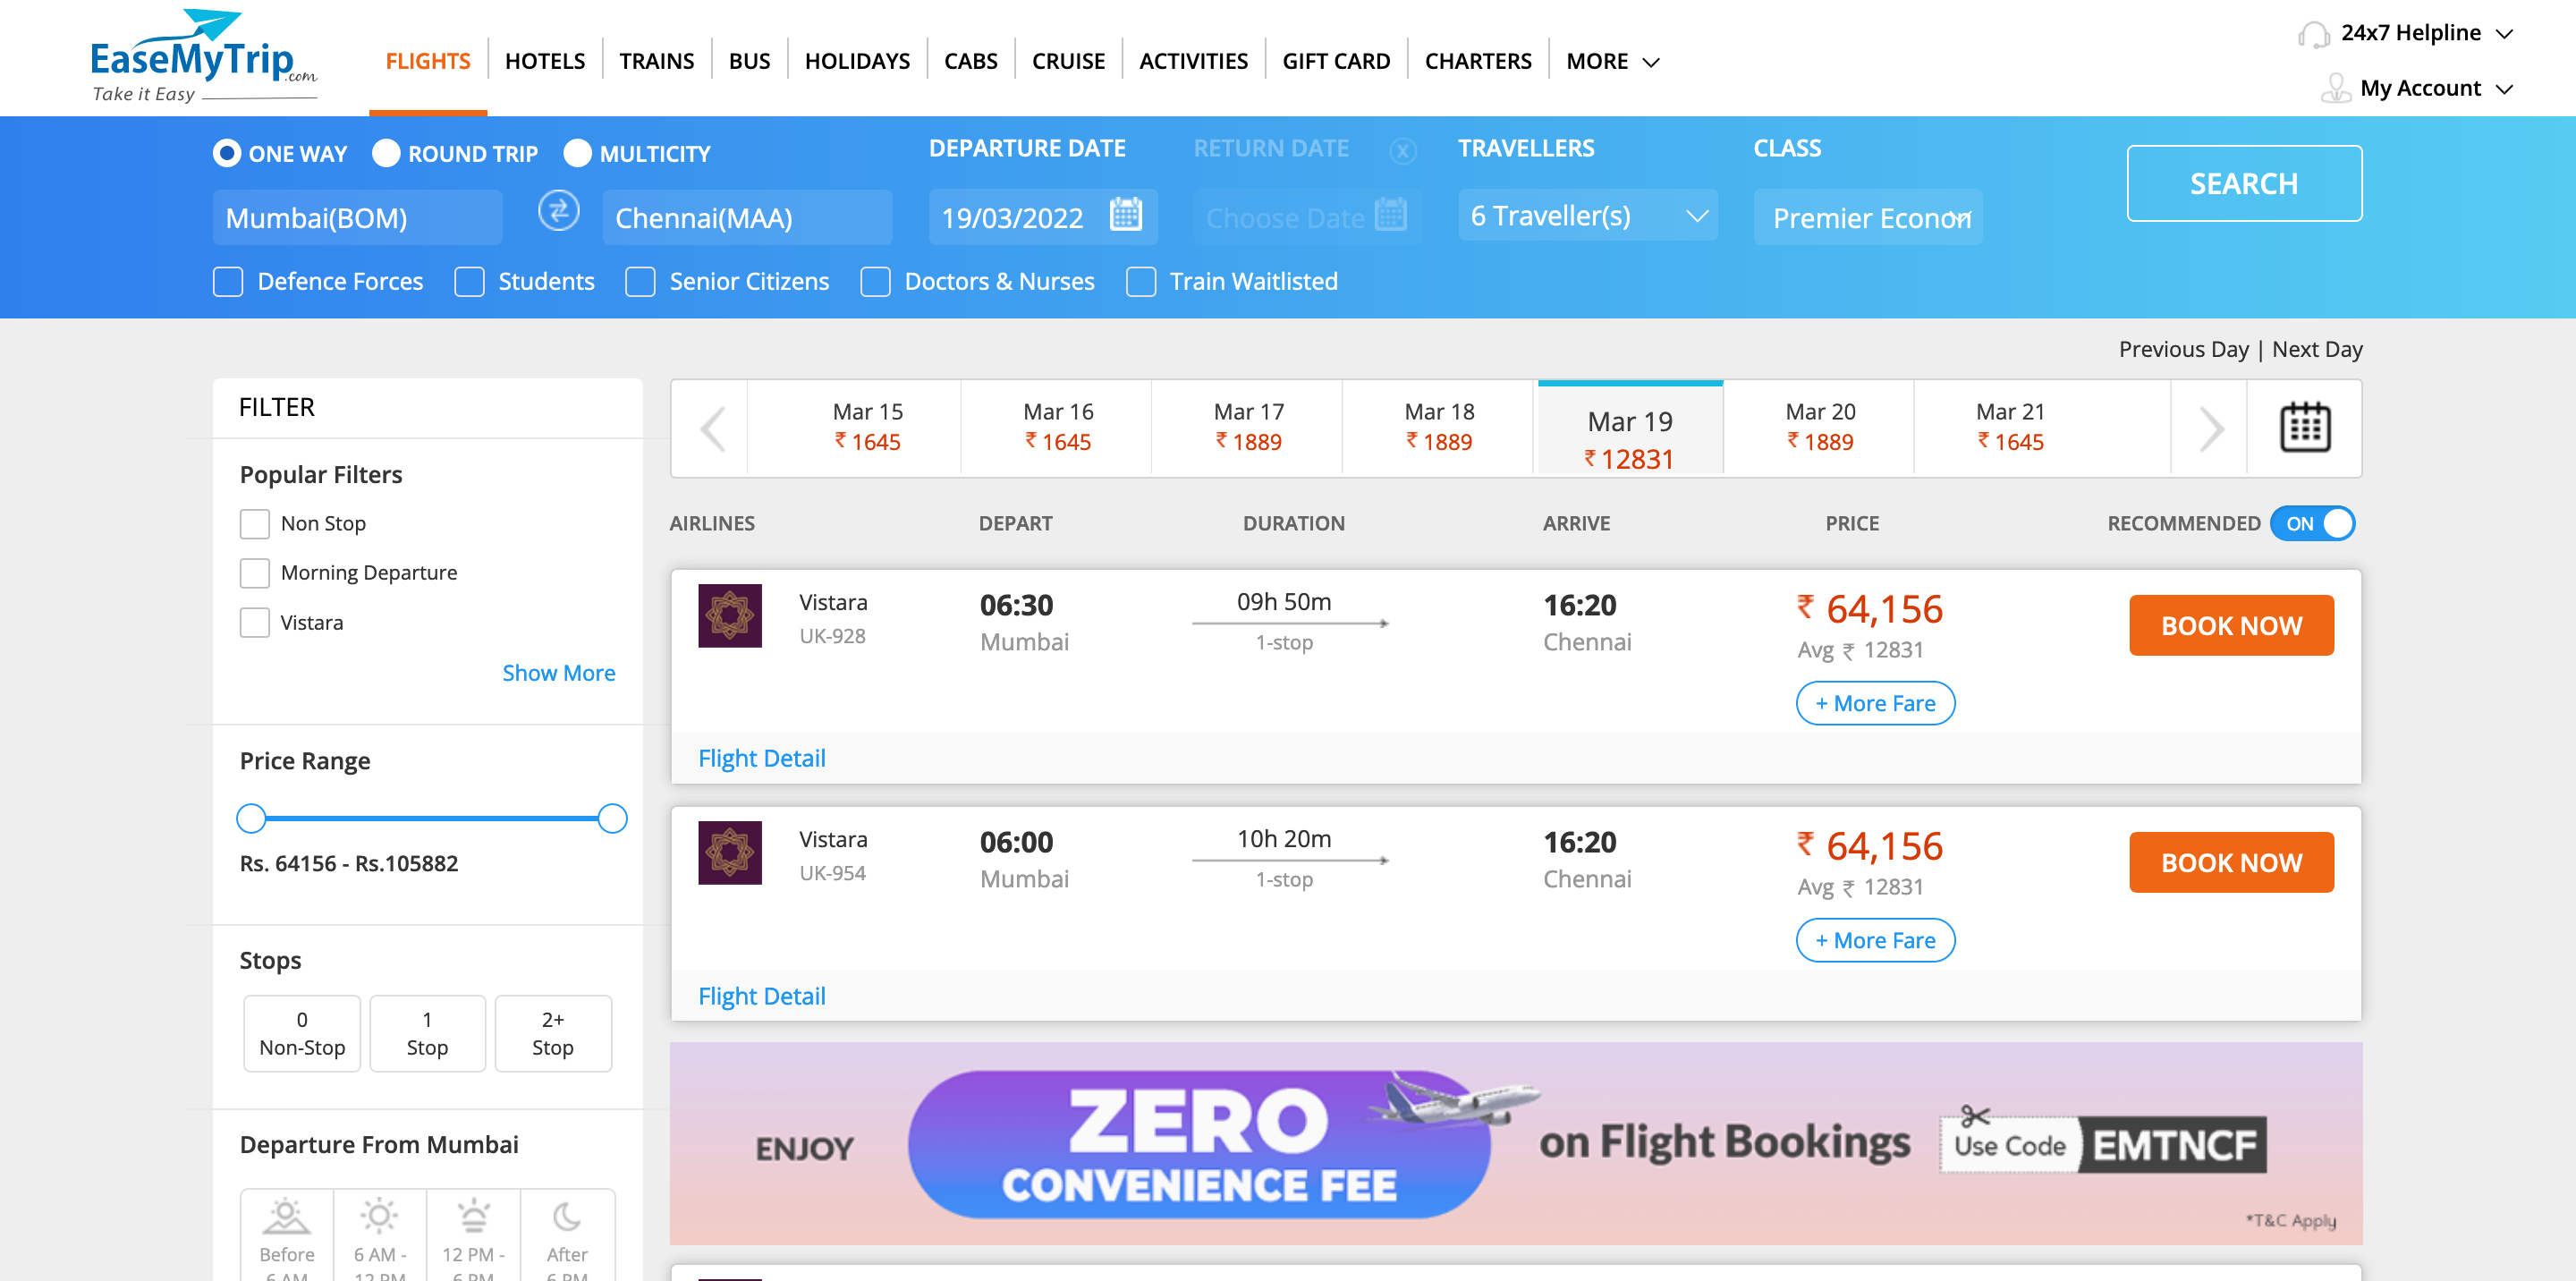 EaseMyTrip.com
Take it Easy
FLIGHTS
HOTELS
TRAINS
BUS
HOLIDAYS
CABS
CRUISE
ACTIVITIES
GIFT CARD
CHARTERS
MORE
24x7 Helpline
My Account
ONE WAY
ROUND TRIP
MULTICITY
DEPARTURE DATE
RETURN DATE
X
TRAVELLERS
CLASS
Mumbai(BOM)
Chennai(MAA)
19/03/2022
Choose Date
6 Traveller(s)
Premier Econom
SEARCH
Defence Forces
Students
Senior Citizens
Doctors & Nurses
Train Waitlisted
Previous Day | Next Day
FILTER
Popular Filters
Non Stop
Morning Departure
Vistara
Show More
Price Range
Rs. 64156 - Rs.105882
Stops
0
Non-Stop
1
Stop
2+
Stop
Departure From Mumbai
Before
6 AM
6 AM -
12 PM
12 PM -
6 PM
After
6 PM
Mar 15
₹ 1645
Mar 16
₹ 1645
Mar 17
₹ 1889
Mar 18
₹ 1889
Mar 19
₹ 12831
Mar 20
₹ 1889
Mar 21
₹ 1645
AIRLINES
DEPART
DURATION
ARRIVE
PRICE
RECOMMENDED
ON
Vistara
UK-928
06:30
Mumbai
09h 50m
1-stop
16:20
Chennai
₹ 64,156
Avg ₹ 12831
+ More Fare
BOOK NOW
Flight Detail
Vistara
UK-954
06:00
Mumbai
10h 20m
1-stop
16:20
Chennai
₹ 64,156
Avg ₹ 12831
+ More Fare
BOOK NOW
Flight Detail
ENJOY
ZERO
CONVENIENCE FEE
on Flight Bookings
Use Code
EMTNCF
*T&C Apply